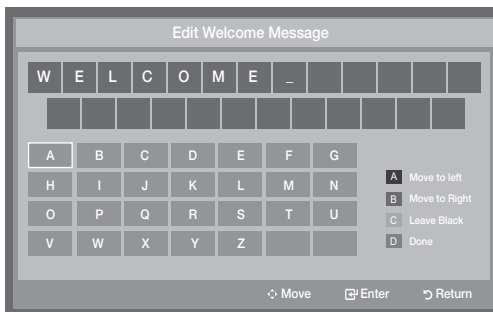 Edit Welcome Message
W E L C O M E _
A B C D E F G
H I J K L M N
O P Q R S T U
V W X Y Z
A Move to left
B Move to Right
C Leave Black
D Done
Move Enter Return